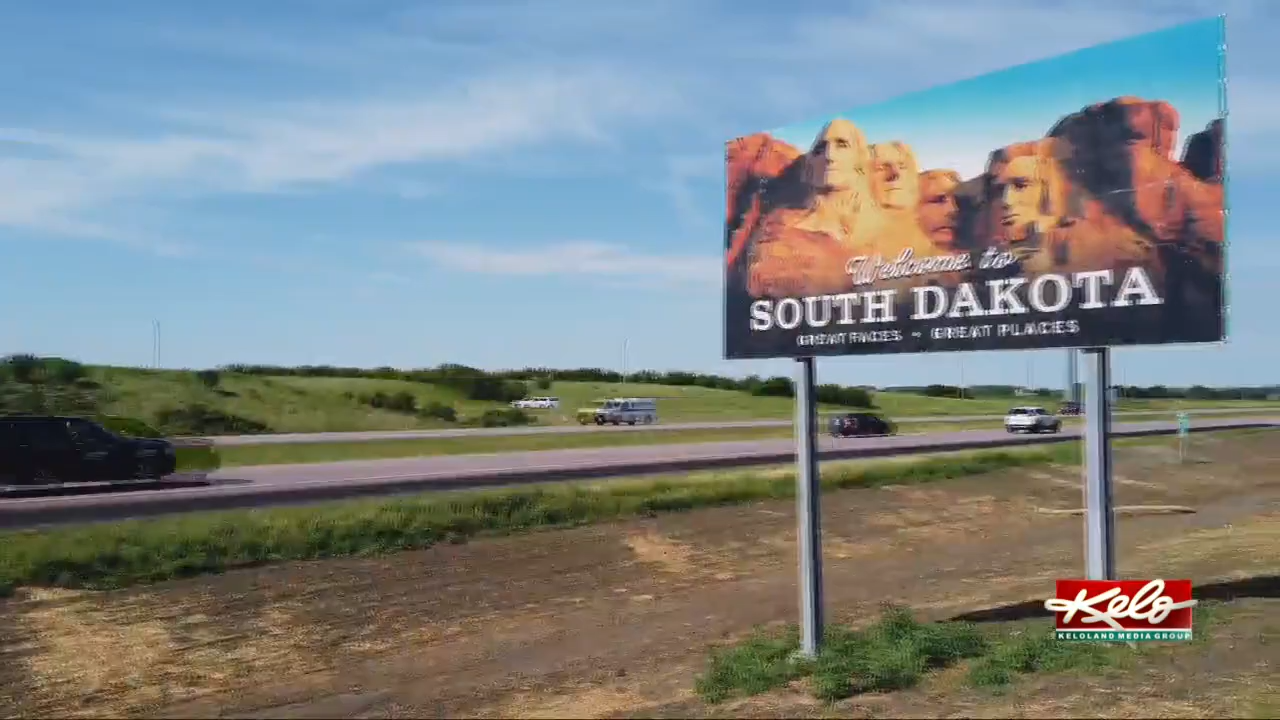 Welcome to
SOUTH DAKOTA
GREAT FACES - GREAT PLACES
Kelo
KELOLAND MEDIA GROUP